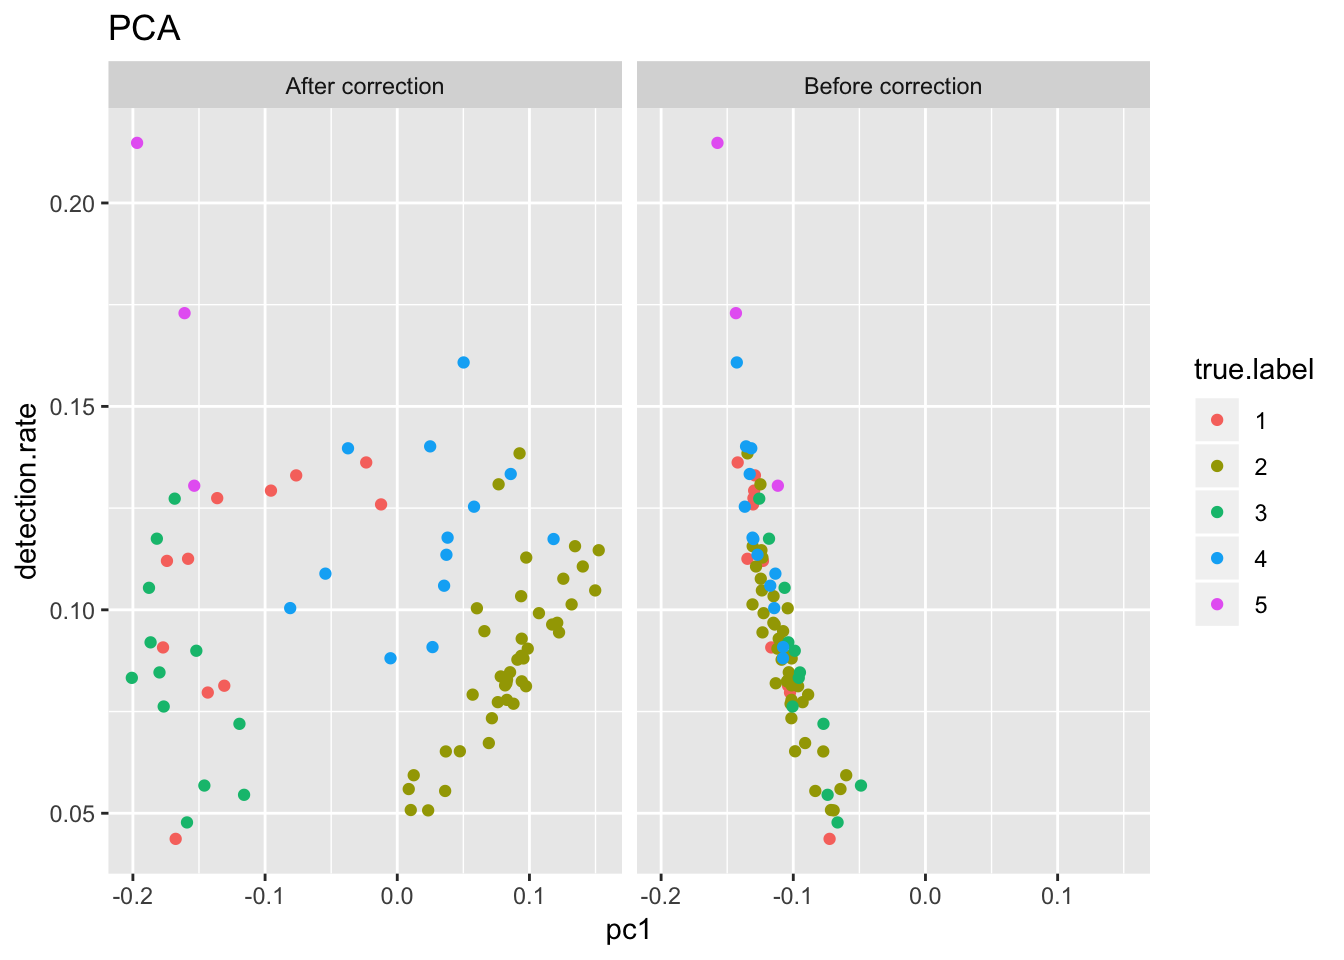 PCA
After correction
Before correction
detection.rate
0.20
0.15
0.10
0.05
-0.2 -0.1 0.0 0.1
-0.2 -0.1 0.0 0.1
pc1
true.label
1
2
3
4
5